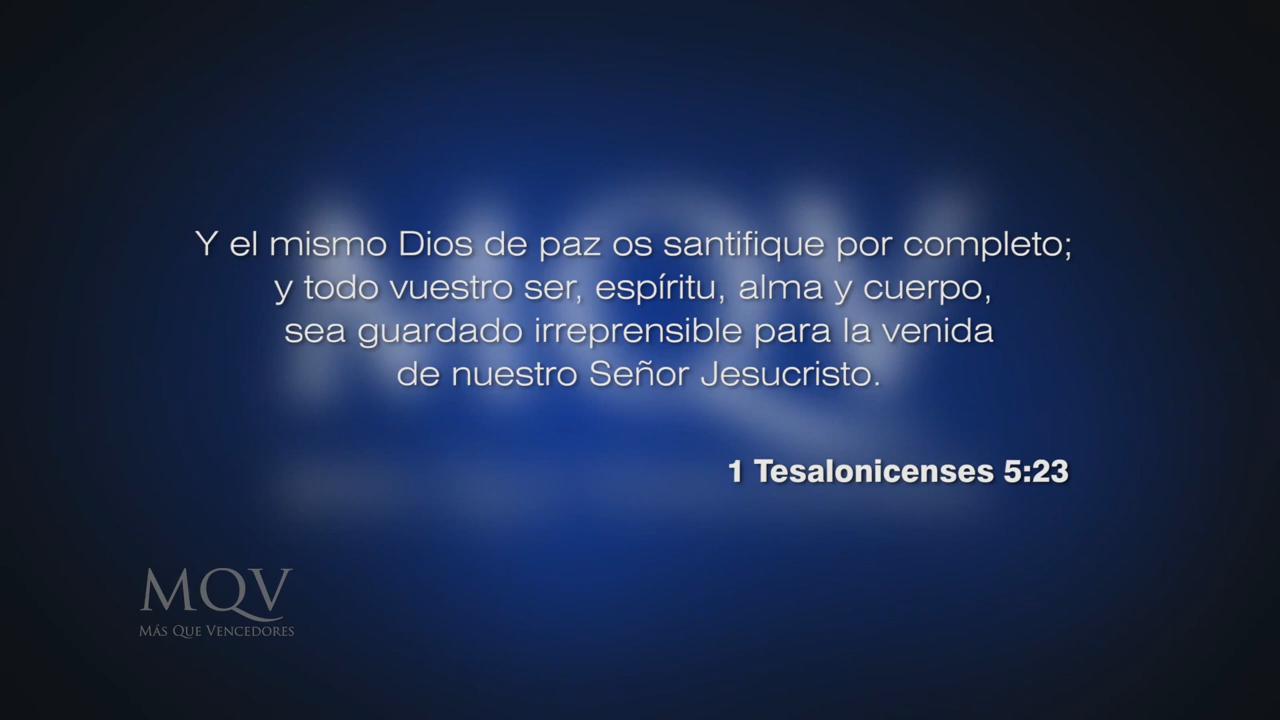 Y el mismo Dios de paz os santifique por completo;
y todo vuestro ser, espíritu, alma y cuerpo,
sea guardado irreprensible para la venida
de nuestro Señor Jesucristo.
1 Tesalonicenses 5:23
MQV
MÁS QUE VENCEDORES